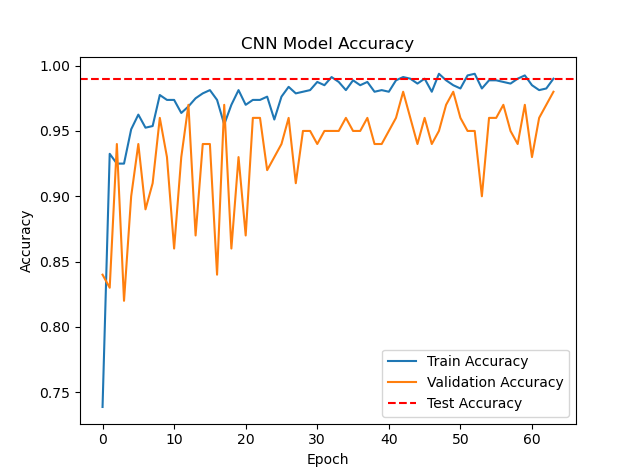 CNN Model Accuracy
1.00
0.95
0.90
0.85
0.80
0.75
Accuracy
0
10
20
30
40
50
60
Epoch
Train Accuracy
Validation Accuracy
Test Accuracy